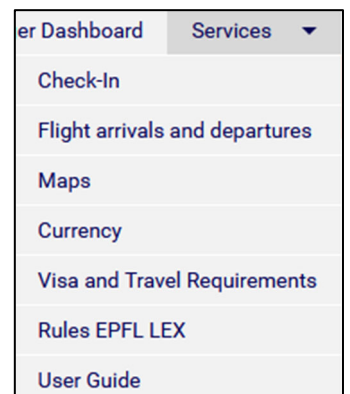 er Dashboard Services
Check-In
Flight arrivals and departures
Maps
Currency
Visa and Travel Requirements
Rules EPFL LEX
User Guide